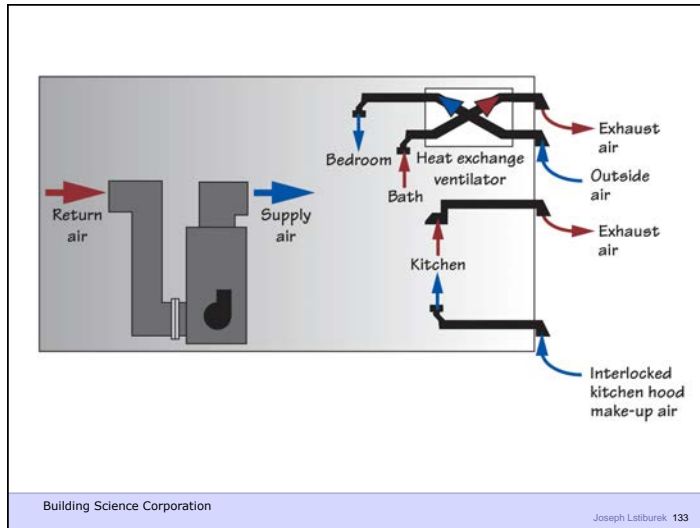 Return
air
Supply
air
Bedroom
Bath
Heat exchange
ventilator
Exhaust
air
Outside
air
Kitchen
Exhaust
air
Interlocked
kitchen hood
make-up air
Building Science Corporation
Joseph Lstiburek 133